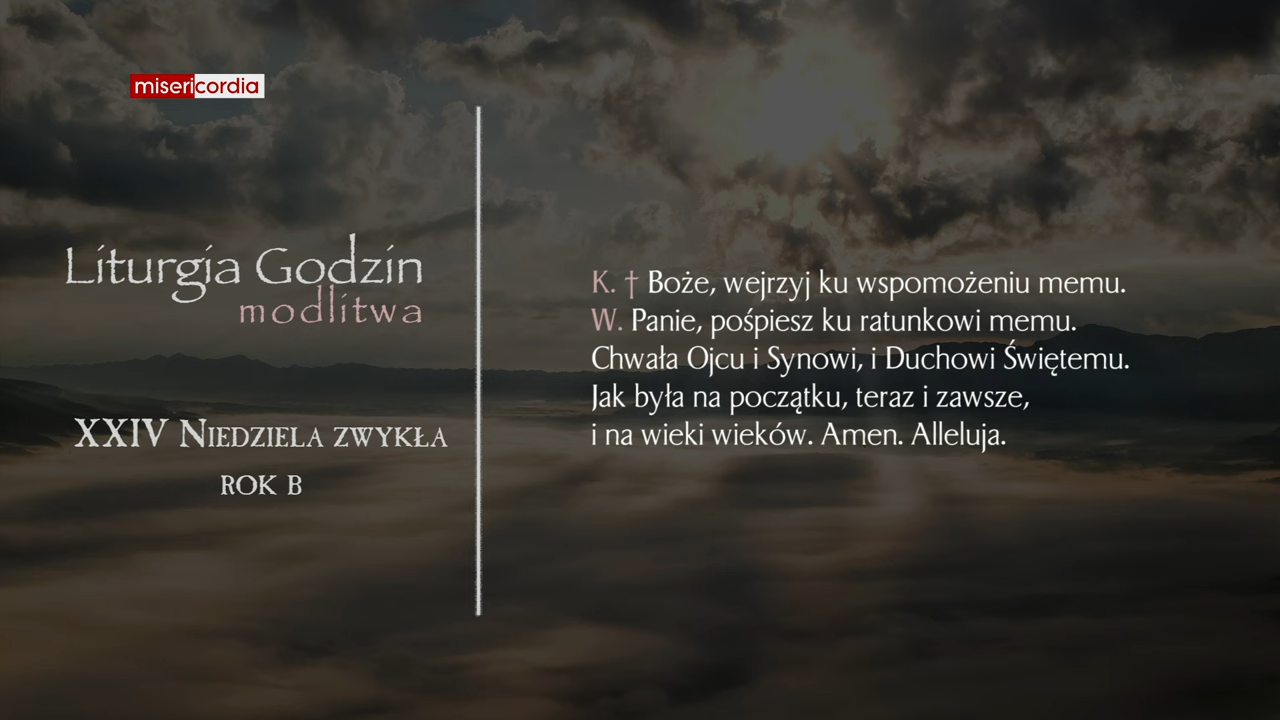 misericordia
Liturgia Godzin
modlitwa
XXIV Niedziela zwykła
rok B
K. † Boże, wejrzyj ku wspomożeniu memu.
W. Panie, pośpiesz ku ratunkowi memu.
Chwała Ojcu i Synowi, i Duchowi Świętemu.
Jak była na początku, teraz i zawsze,
i na wieki wieków. Amen. Alleluja.